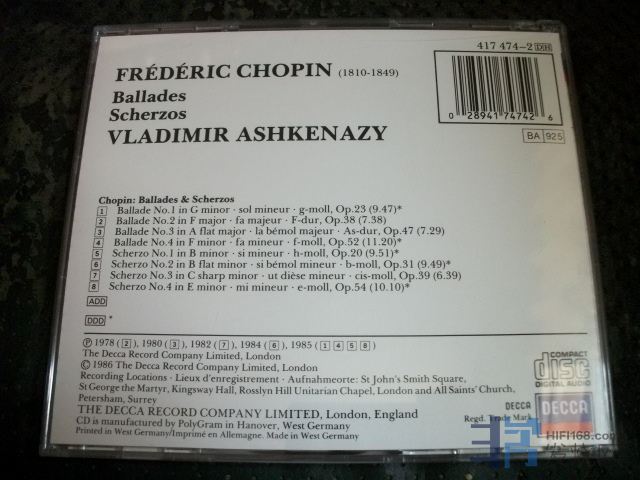 417 474-2 DH
FRÉDÉRIC CHOPIN (1810-1849)
Ballades
Scherzos
VLADIMIR ASHKENAZY
0 28941 74742 6
BA 925
Chopin: Ballades & Scherzos
1 Ballade No.1 in G minor · sol mineur · g-moll, Op.23 (9.47)*
2 Ballade No.2 in F major · fa majeur · F-dur, Op.38 (7.38)
3 Ballade No.3 in A flat major · la bémol majeur · As-dur, Op.47 (7.29)
4 Ballade No.4 in F minor · fa mineur · f-moll, Op.52 (11.20)*
5 Scherzo No.1 in B minor · si mineur · h-moll, Op.20 (9.51)*
6 Scherzo No.2 in B flat minor · si bémol mineur · b-moll, Op.31 (9.49)*
7 Scherzo No.3 in C sharp minor · ut dièse mineur · cis-moll, Op.39 (6.39)
8 Scherzo No.4 in E minor · mi mineur · e-moll, Op.54 (10.10)*
ADD
DDD *
℗ 1978 (2), 1980 (3), 1982 (7), 1984 (6), 1985 (1 4 5 8)
The Decca Record Company Limited, London
© 1986 The Decca Record Company Limited, London
Recording Locations · Lieux d'enregistrement · Aufnahmeorte: St John's Smith Square,
St George the Martyr, Kingsway Hall, Rosslyn Hill Unitarian Chapel, London and All Saints' Church,
Petersham, Surrey
THE DECCA RECORD COMPANY LIMITED, London, England
CD is manufactured by PolyGram in Hanover, West Germany
Printed in West Germany/Imprimé en Allemagne. Made in West Germany
COMPACT
disc
DIGITAL AUDIO
DECCA
Regd. Trade Mark
DECCA
HIFI168.com